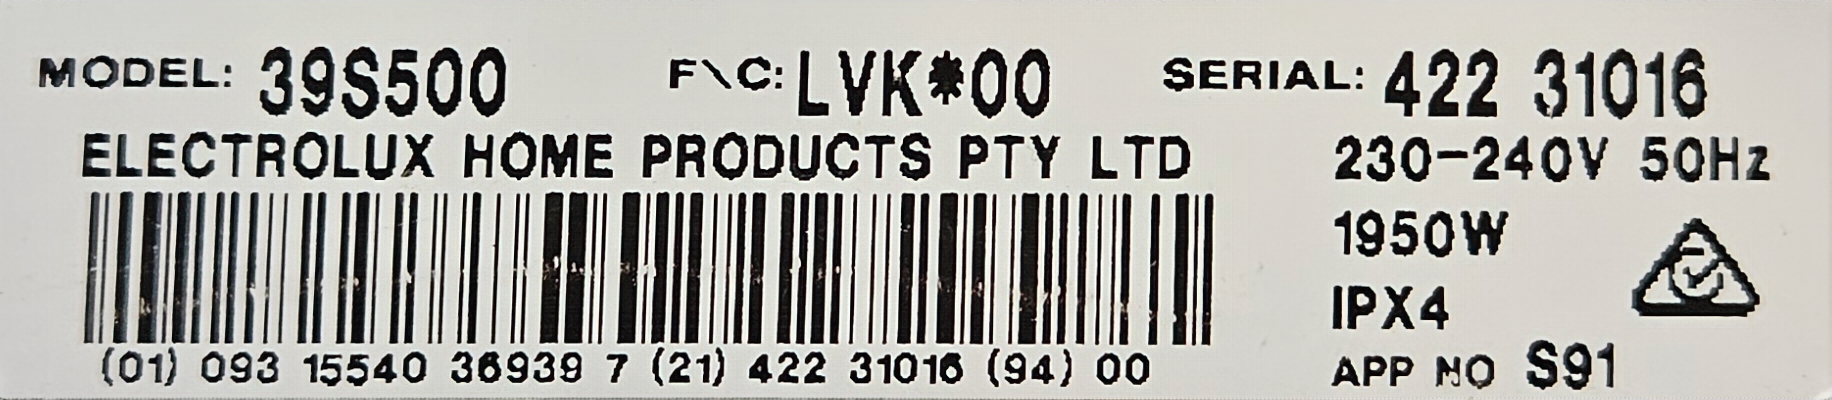 MODEL: 39S500 F\C: LVK*00 SERIAL: 422 31016
ELECTROLUX HOME PRODUCTS PTY LTD
230-240V 50Hz
1950W
IPX4
(01) 093 15540 36939 7 (21) 422 31016 (94) 00
APP NO S91